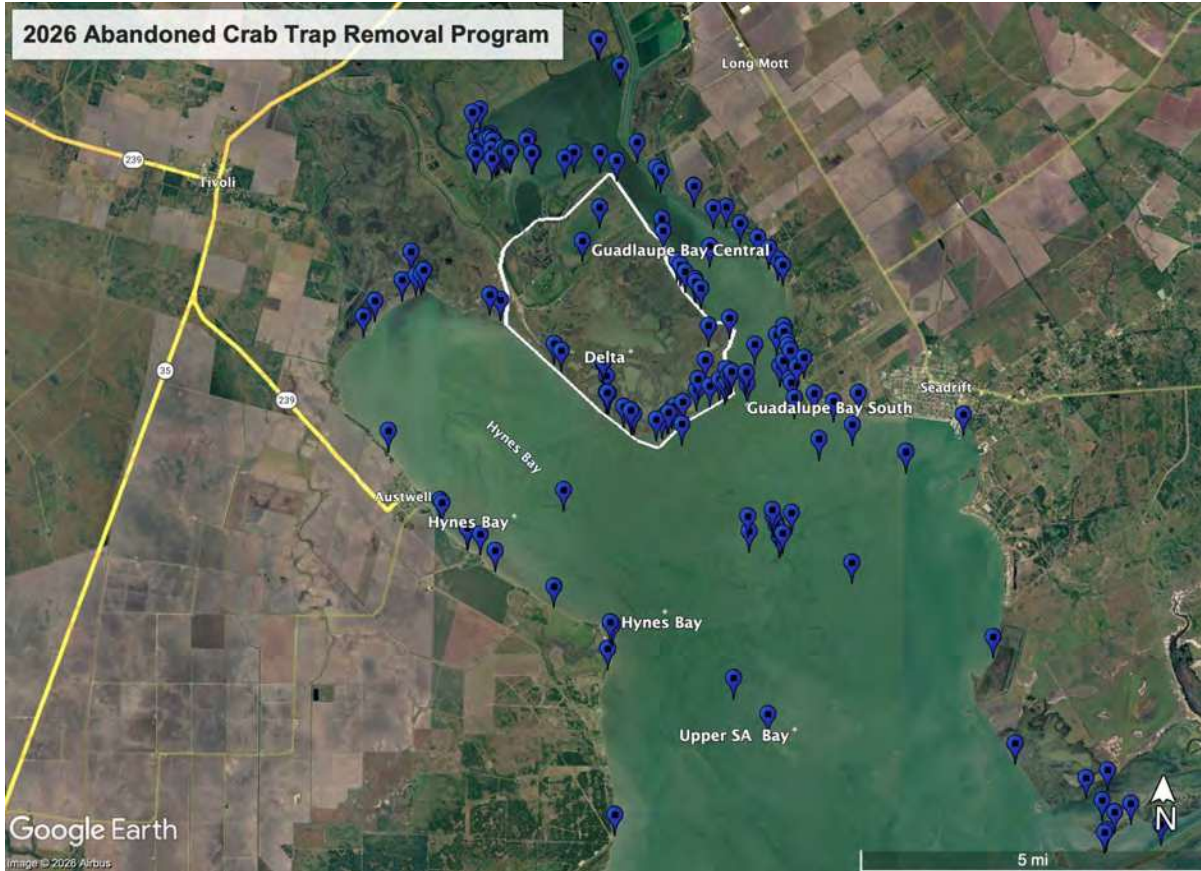 2026 Abandoned Crab Trap Removal Program
Long Mott
239
Tivoli
Guadlaupe Bay Central
Delta
35
239
Seadrift
Guadalupe Bay South
Hynes Bay
Austwell
Hynes Bay
Hynes Bay
Upper SA Bay
N
Google Earth
Image © 2026 Airbus
5 mi